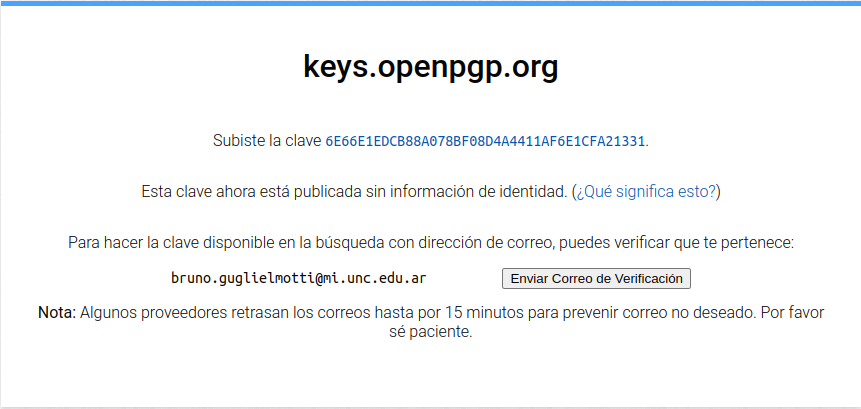 keys.openpgp.org
Subiste la clave 6E66E1EDCB88A078BF08D4A4411AF6E1CFA21331.
Esta clave ahora está publicada sin información de identidad. (¿Qué significa esto?)
Para hacer la clave disponible en la búsqueda con dirección de correo, puedes verificar que te pertenece:
bruno.guglielmotti@mi.unc.edu.ar Enviar Correo de Verificación
Nota: Algunos proveedores retrasan los correos hasta por 15 minutos para prevenir correo no deseado. Por favor
sé paciente.